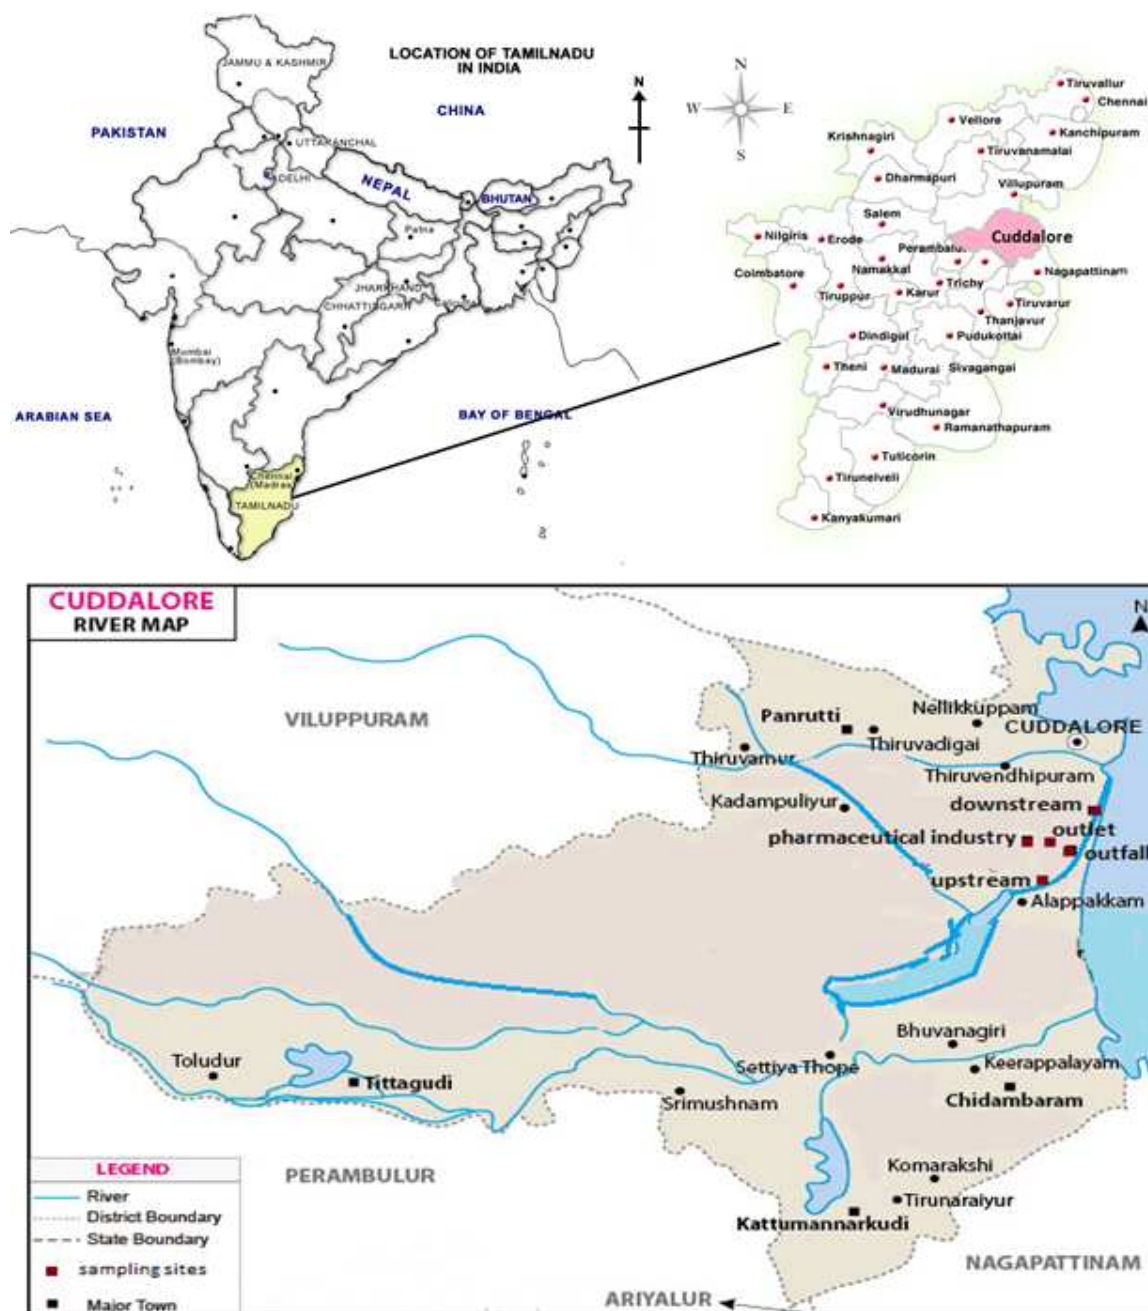 LOCATION OF TAMILNADU
IN INDIA
JAMMU & KASHMIR
CHINA
N
PAKISTAN
UTTARANCHAL
DELHI
NEPAL
BHUTAN
Patna
JHARKHAND
CHHATTISGARH
Mumbai
(Bombay)
ARABIAN SEA
BAY OF BENGAL
Chennai
(Madras
TAMILNADU
N
W
E
S
Tiruvallur
Chennai
Vellore
Kanchipuram
Krishnagiri
Tiruvanamalai
Dharmapuri
Villupuram
Salem
Nilgiris
Erode
Cuddalore
Perambalur
Coimbatore
Namakkal
Nagapattinam
Tiruppur
Karur
Trichy
Tiruvarur
Thanjavur
Dindigul
Pudukottai
Theni
Madurai
Sivagangai
Virudhunagar
Ramanathapuram
Tuticorin
Tirunelveli
Kanyakumari
CUDDALORE
RIVER MAP
N
VILUPPURAM
Panrutti
Nellikkuppam
CUDDALORE
Thiruvamur
Thiruvadigai
Thiruvendhipuram
Kadampuliyur
downstream
pharmaceutical industry
outlet
outfall
upstream
Alappakkam
Bhuvanagiri
Toludur
Settiya Thope
Keerappalayam
Tittagudi
Srimushnam
Chidambaram
PERAMBULUR
Komarakshi
Tirunaraiyur
Kattumannarkudi
NAGAPATTINAM
ARIYALUR
LEGEND
River
District Boundary
State Boundary
sampling sites
Major Town